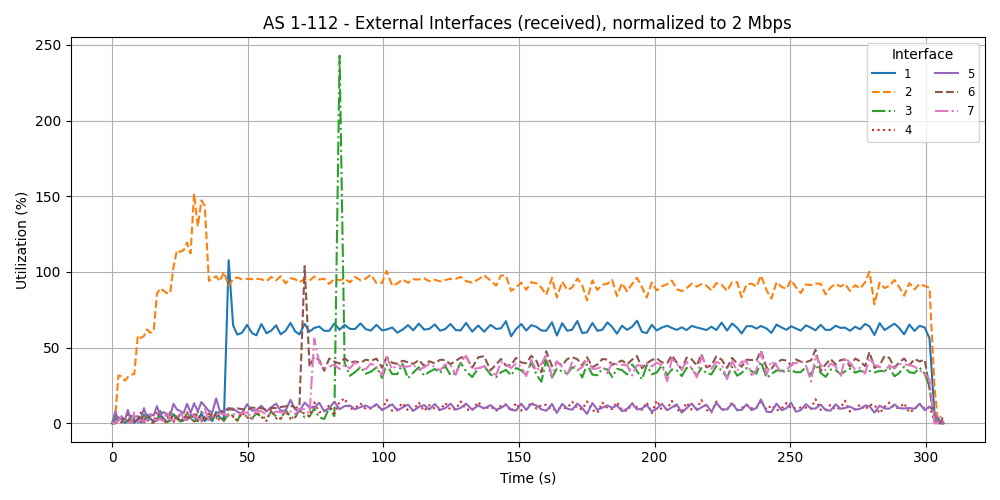 AS 1-112 - External Interfaces (received), normalized to 2 Mbps
Utilization (%)
250
200
150
100
50
0
0 50 100 150 200 250 300
Time (s)
Interface
1
2
3
4
5
6
7